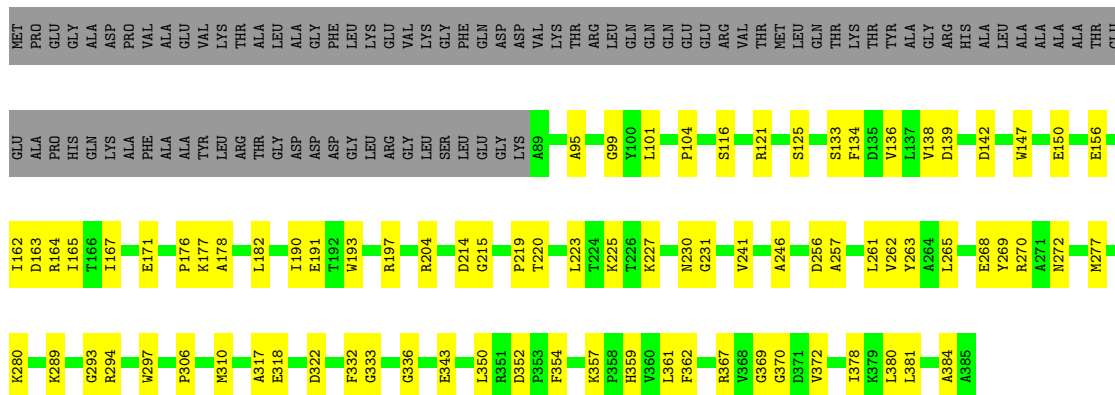 MET PRO GLU GLY ALA ASP PRO VAL ALA GLU VAL LYS THR ALA LEU ALA GLY PHE LEU LYS GLU VAL LYS GLY PHE GLN ASP ASP VAL LYS THR ARG LEU GLN GLN GLN GLU GLU ARG VAL THR MET LEU GLN THR LYS THR TYR ALA GLY ARG HIS ALA LEU ALA ALA ALA ALA ALA THR GLU
GLU ALA PRO HIS GLN LYS ALA PHE ALA ALA TYR LEU ARG THR GLY ASP ASP ASP GLY LEU ARG GLY LEU SER LEU GLU GLY LYS A89 A95 G99 Y100 L101 P104 S116 R121 S125 S133 F134 D135 V136 L137 V138 D139 D142 W147 E150 E156
I162 D163 R164 I165 T166 I167 E171 P176 K177 A178 L182 I190 E191 T192 W193 R197 R204 D214 G215 P219 T220 L223 T224 K225 T226 K227 N230 G231 V241 A246 D256 A257 L261 V262 Y263 A264 L265 E268 Y269 R270 A271 N272 M277
K280 K289 G293 R294 W297 P306 M310 A317 E318 D322 F332 G333 G336 E343 L350 R351 D352 P353 F354 K357 P358 H359 V360 L361 F362 R367 V368 G369 G370 D371 V372 I378 K379 L380 L381 A384 A385